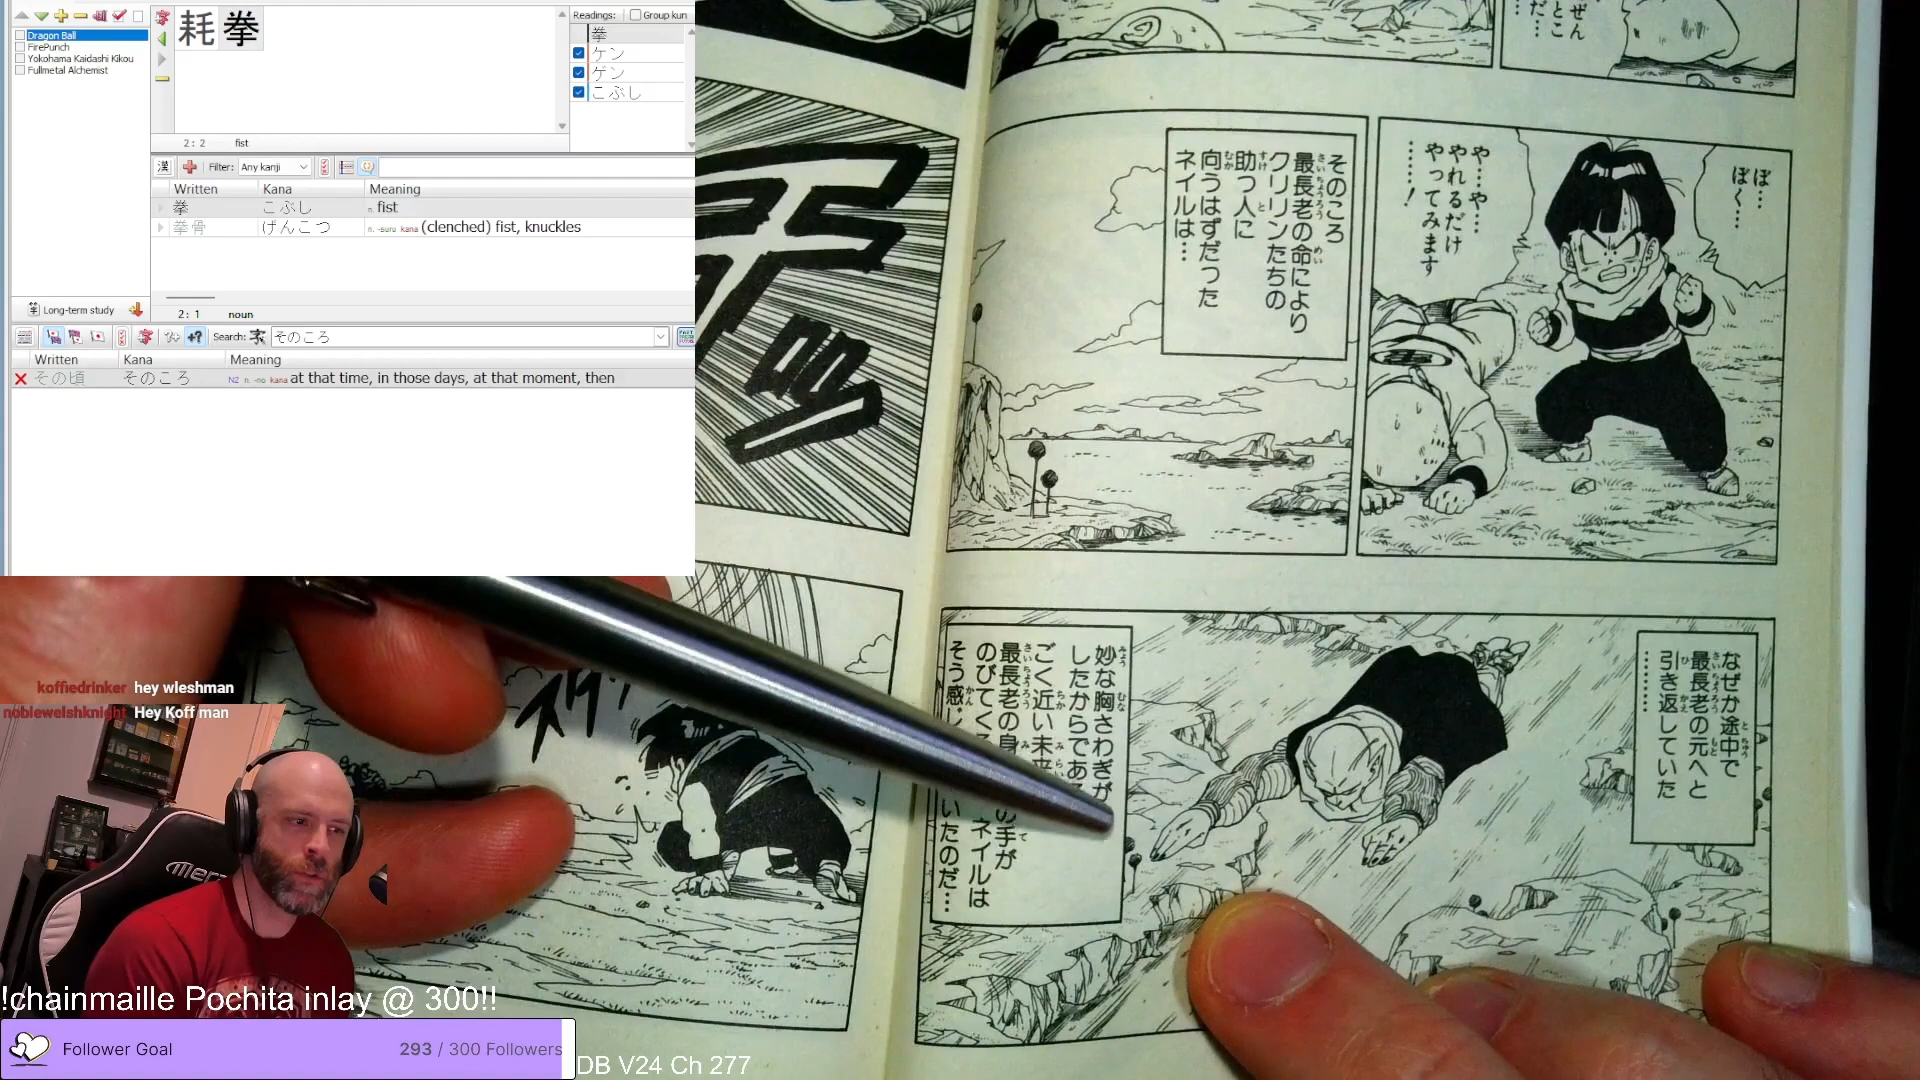 Dragon Ball
FirePunch
Yokohama Kaidashi Kikou
Fullmetal Alchemist
Long-term study
耗 拳
2: 2 fist
Readings: Group kun
拳
ケン
ゲン
こぶし
Filter: Any kanji
Written Kana Meaning
拳 こぶし n. fist
拳骨 げんこつ n. -suru kana (clenched) fist, knuckles
2: 1 noun
Search: そのころ
Written Kana Meaning
その頃 そのころ N2 n. -no kana at that time, in those days, at that moment, then
ぼ…
ぼく…
や…や…
やれるだけ
やってみます
……！
そのころ
最長老の命により
クリリンたちの
助っ人に
向うはずだった
ネイルは…
なぜか途中で
最長老の元へと
引き返していた
………
妙な胸さわぎが
したからである
ごく近い未来
最長老の身
の手が
のびてくる
ネイルは
そう感じ
いたのだ…
koffiedrinker hey wleshman
noblewelshknight Hey Koff man
!chainmaille Pochita inlay @ 300!!
Follower Goal 293 / 300 Followers
DB V24 Ch 277